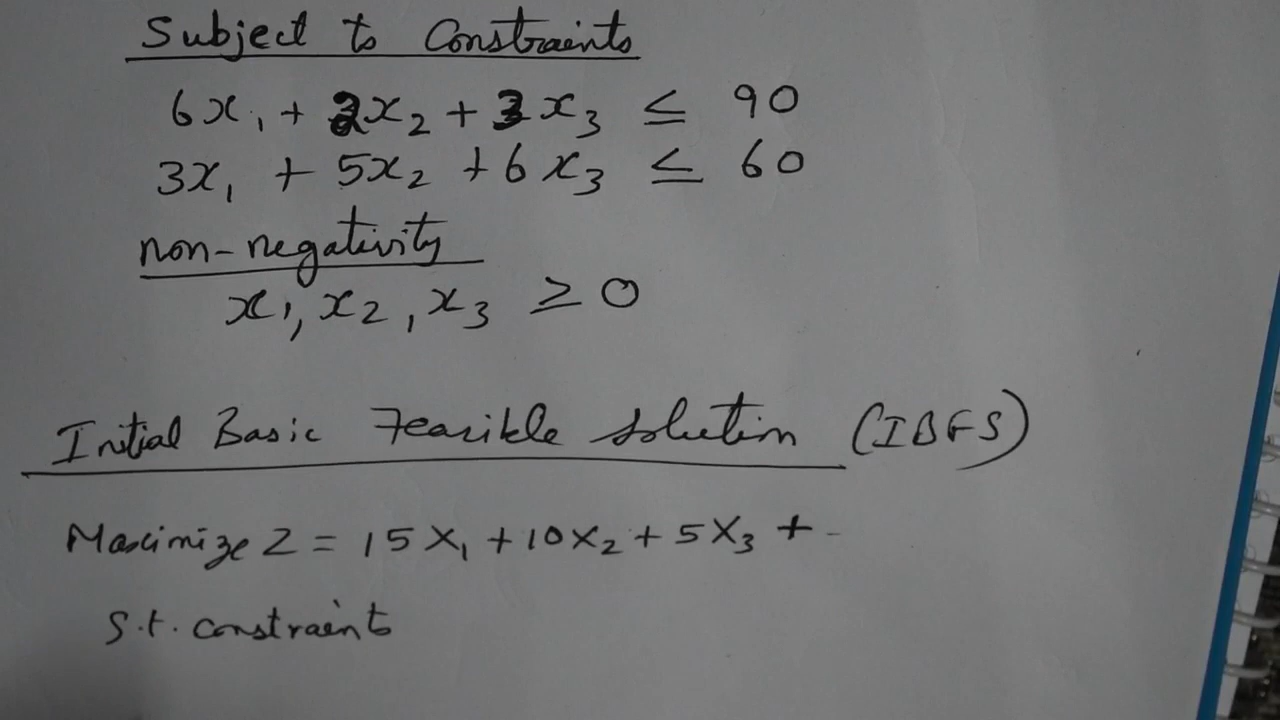 Subject to Constraints
6x₁ + 2x₂ + 3x₃ ≤ 90
3x₁ + 5x₂ + 6x₃ ≤ 60
non-negativity
x₁, x₂, x₃ ≥ 0
Initial Basic Feasible Solution (IBFS)
Maximize Z = 15X₁ + 10X₂ + 5X₃ + -
S.t. constraints